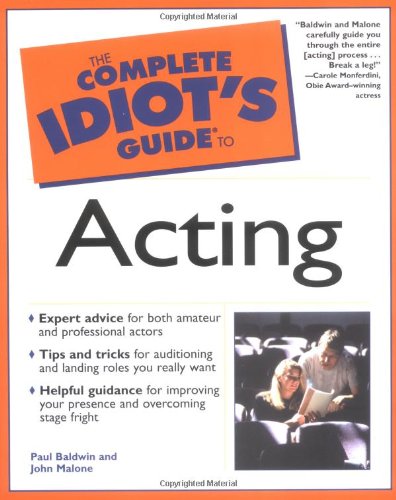 Copyrighted Material
"Baldwin and Malone
carefully guide you
through the entire
[acting] process . . .
Break a leg!"
—Carole Monferdini,
Obie Award–winning
actress
THE
COMPLETE
IDIOT'S
GUIDE® TO
Acting
♦ Expert advice for both amateur
and professional actors
♦ Tips and tricks for auditioning
and landing roles you really want
♦ Helpful guidance for improving
your presence and overcoming
stage fright
Paul Baldwin and
John Malone
Copyrighted Material